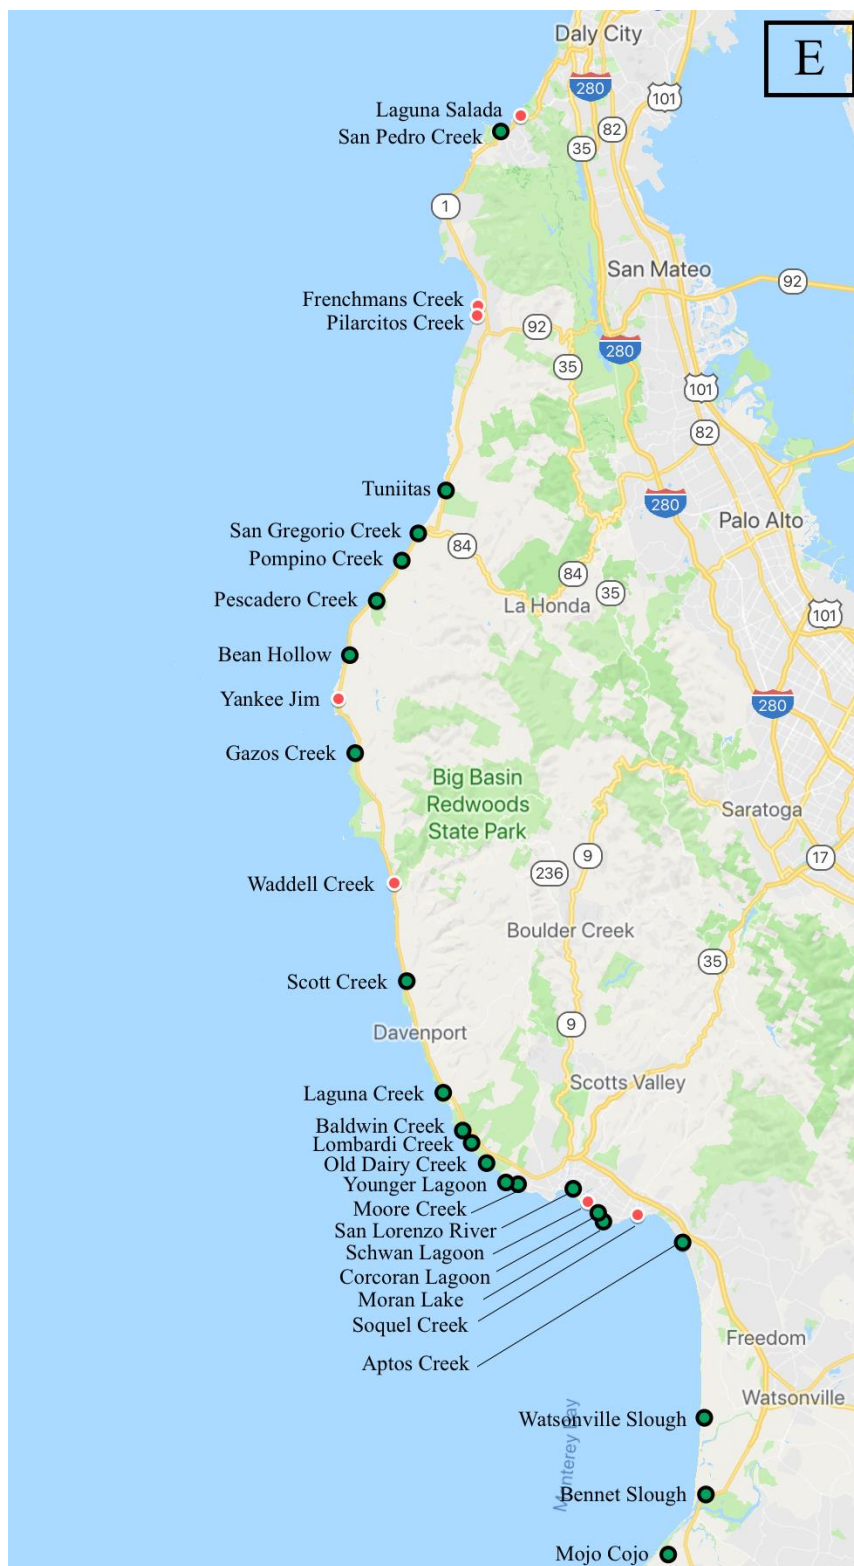 Daly City
E
280
101
Laguna Salada
82
San Pedro Creek
35
1
San Mateo
92
Frenchmans Creek
Pilarcitos Creek
92
280
35
101
82
Tuniitas
280
San Gregorio Creek
Palo Alto
84
Pompino Creek
84
35
Pescadero Creek
La Honda
101
Bean Hollow
Yankee Jim
280
Gazos Creek
Big Basin
Redwoods
State Park
Saratoga
9
17
236
Waddell Creek
Boulder Creek
35
Scott Creek
9
Davenport
Scotts Valley
Laguna Creek
Baldwin Creek
Lombardi Creek
Old Dairy Creek
Younger Lagoon
Moore Creek
San Lorenzo River
Schwan Lagoon
Corcoran Lagoon
Moran Lake
Soquel Creek
Freedom
Aptos Creek
Watsonville
Watsonville Slough
Monterey Bay
Bennet Slough
Mojo Cojo